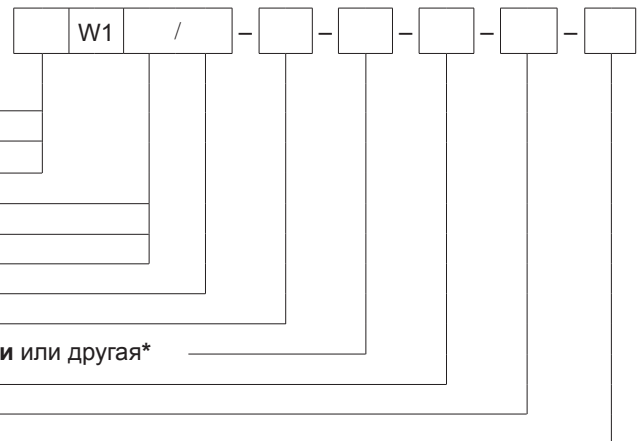 W1 / – – – – –
и или другая*